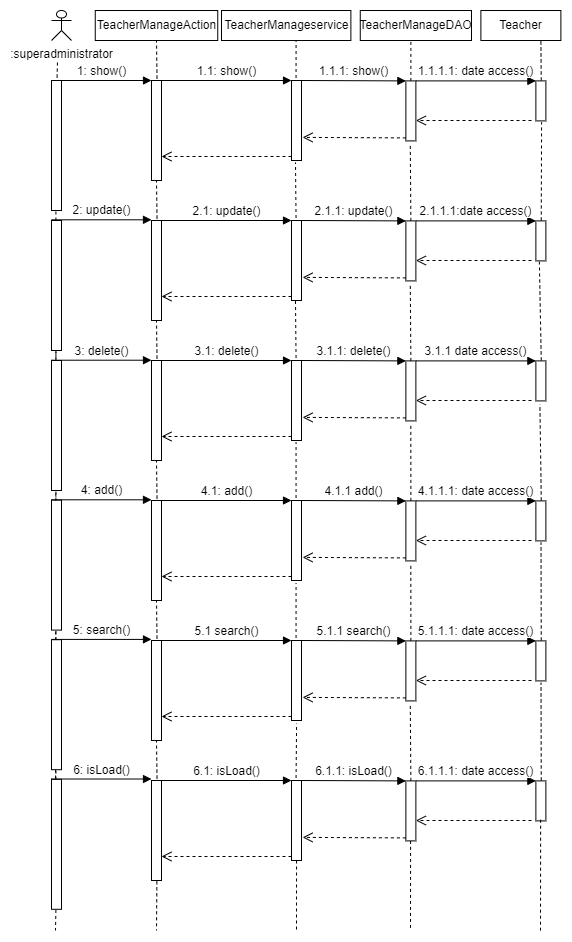 TeacherManageAction
TeacherManageservice
TeacherManageDAO
Teacher
:superadministrator
1: show()
1.1: show()
1.1.1: show()
1.1.1.1: date access()
2: update()
2.1: update()
2.1.1: update()
2.1.1.1:date access()
3: delete()
3.1: delete()
3.1.1: delete()
3.1.1 date access()
4: add()
4.1: add()
4.1.1 add()
4.1.1.1: date access()
5: search()
5.1 search()
5.1.1 search()
5.1.1.1: date access()
6: isLoad()
6.1: isLoad()
6.1.1: isLoad()
6.1.1.1: date access()